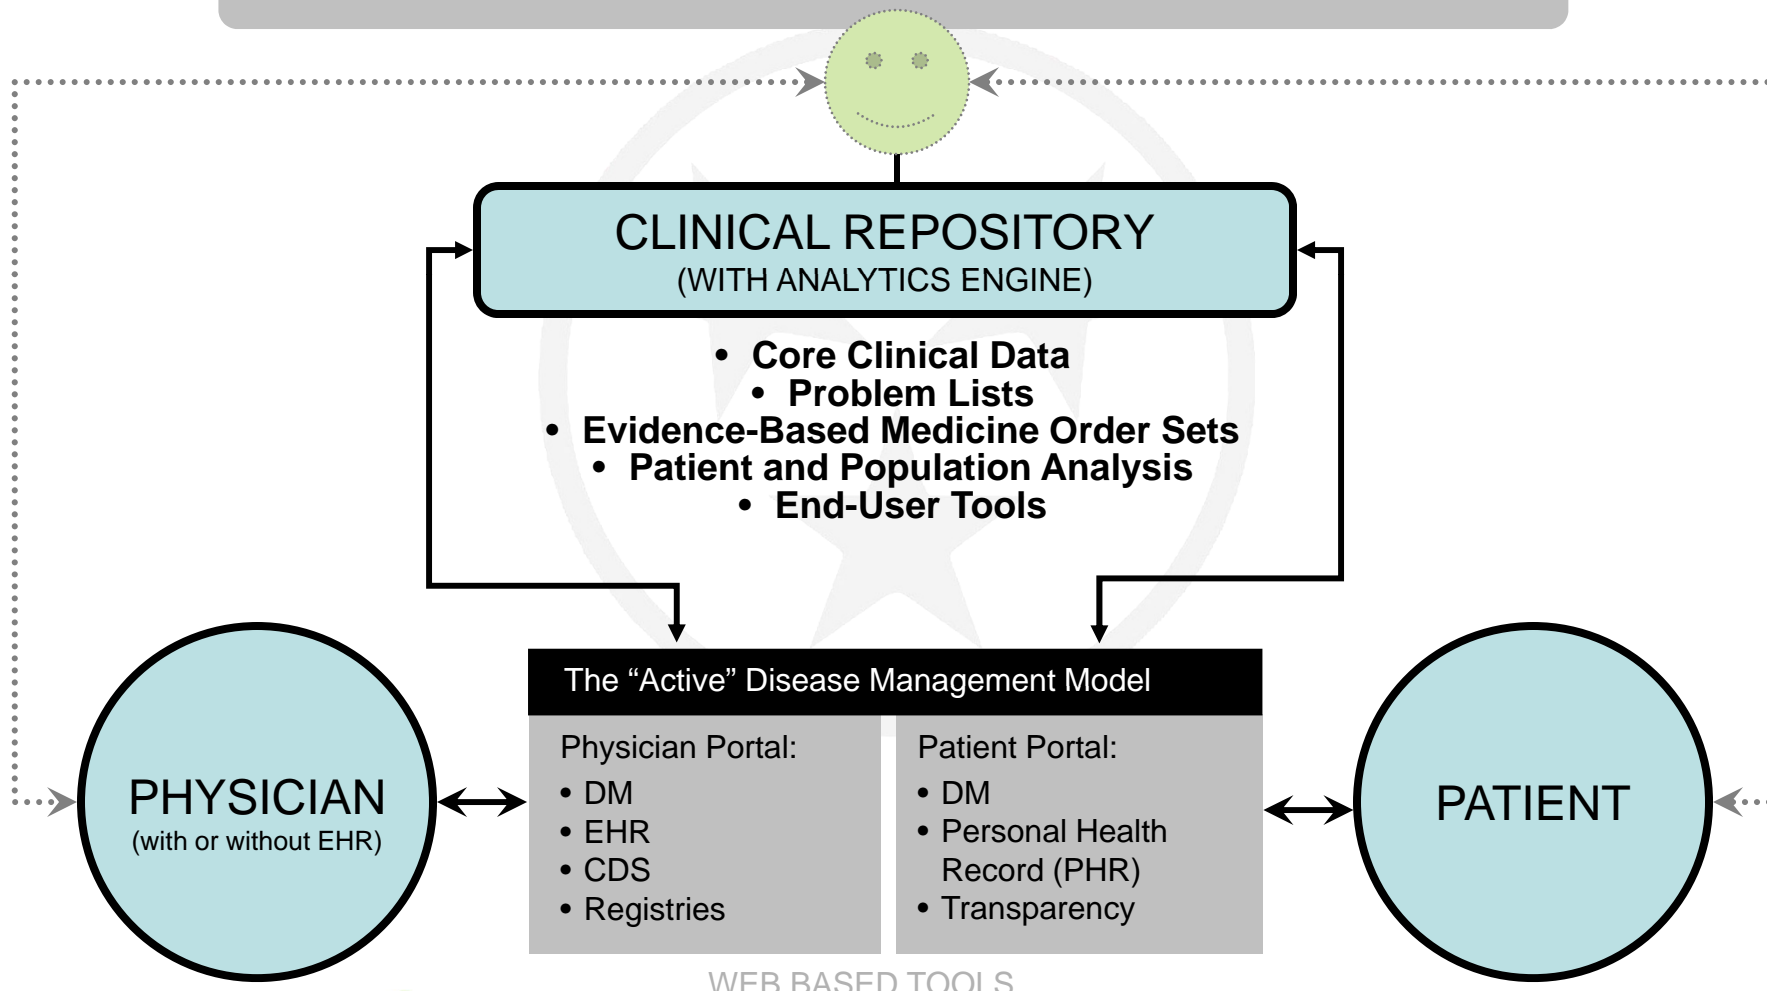 CLINICAL REPOSITORY
(WITH ANALYTICS ENGINE)
• Core Clinical Data
• Problem Lists
• Evidence-Based Medicine Order Sets
• Patient and Population Analysis
• End-User Tools
The “Active” Disease Management Model
Physician Portal:
• DM
• EHR
• CDS
• Registries
Patient Portal:
• DM
• Personal Health
Record (PHR)
• Transparency
PHYSICIAN
(with or without EHR)
PATIENT
WEB BASED TOOLS